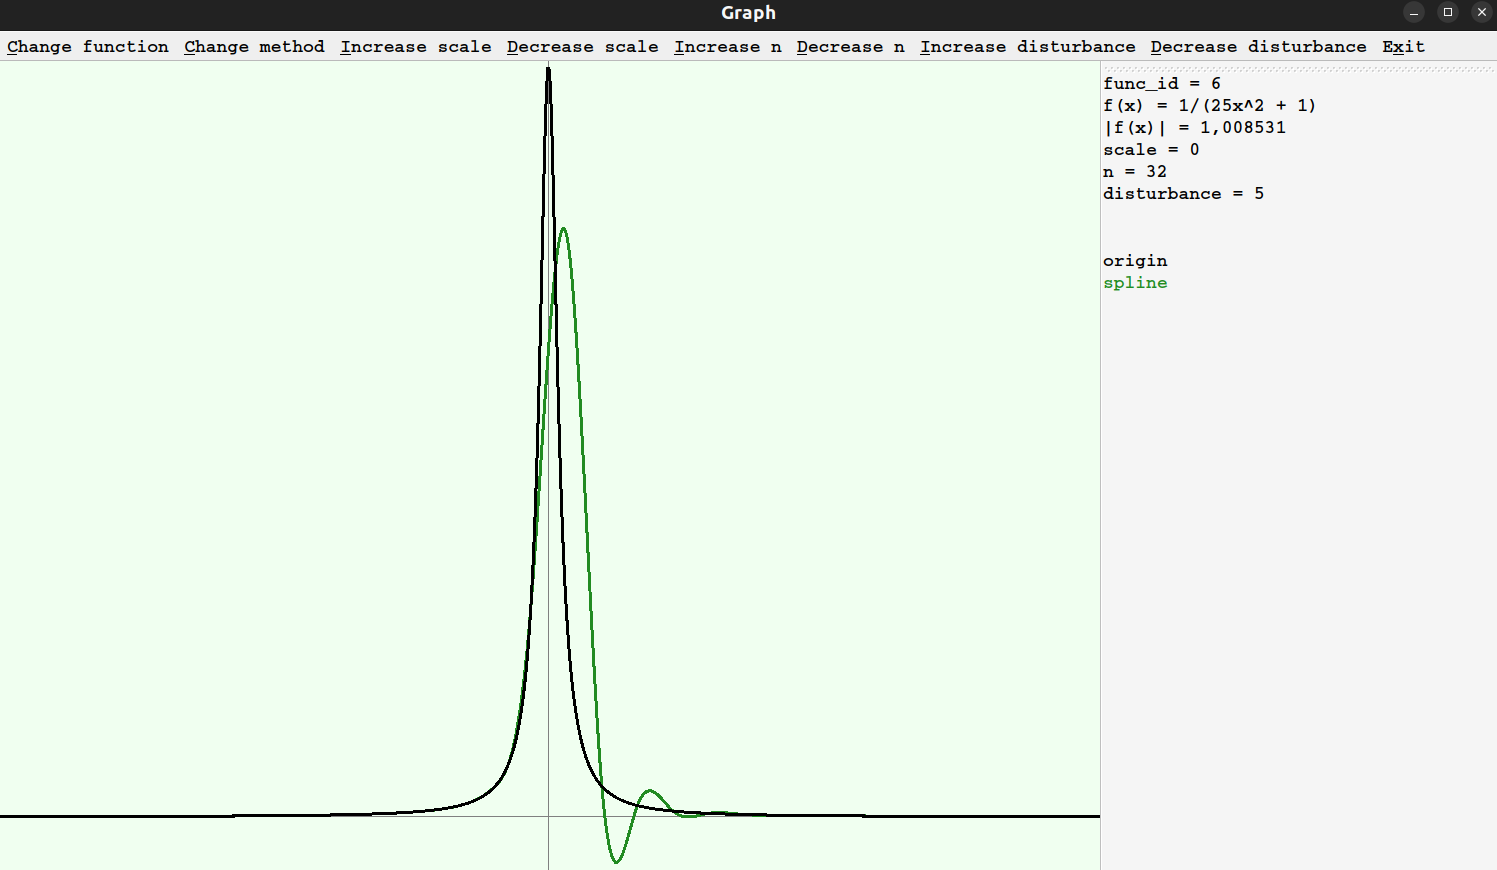 Graph
Change function Change method Increase scale Decrease scale Increase n Decrease n Increase disturbance Decrease disturbance Exit
func_id = 6
f(x) = 1/(25x^2 + 1)
|f(x)| = 1,008531
scale = 0
n = 32
disturbance = 5
origin
spline